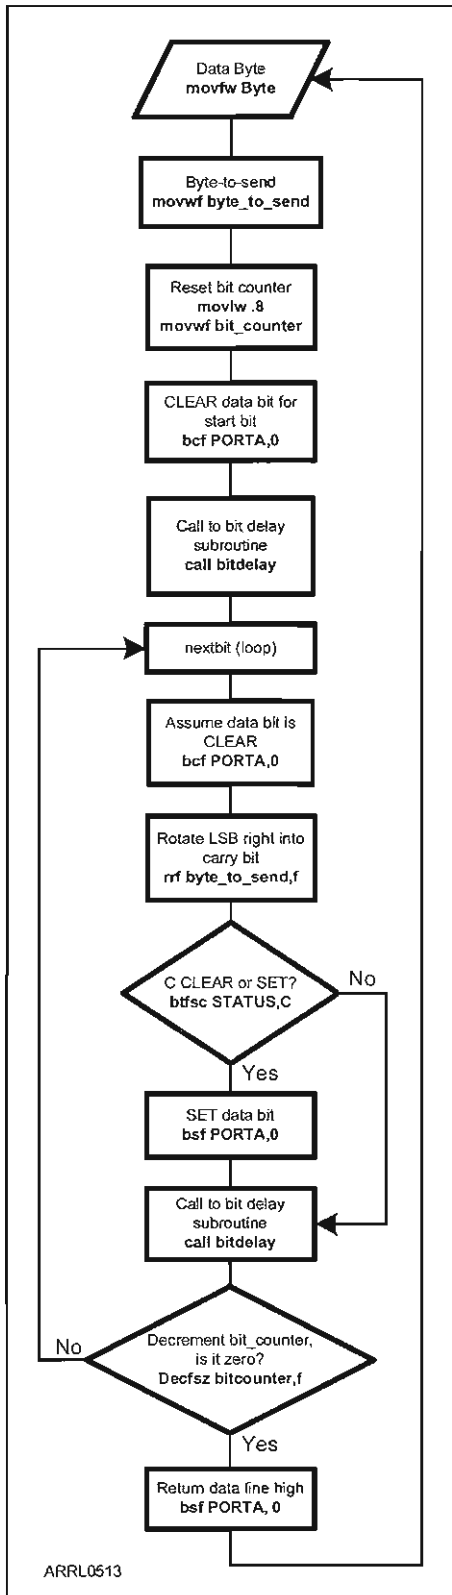 Data Byte
movfw Byte
Byte-to-send
movwf byte_to_send
Reset bit counter
movlw .8
movwf bit_counter
CLEAR data bit for
start bit
bcf PORTA,0
Call to bit delay
subroutine
call bitdelay
nextbit (loop)
Assume data bit is
CLEAR
bcf PORTA,0
Rotate LSB right into
carry bit
rrf byte_to_send,f
C CLEAR or SET?
btfsc STATUS,C
No
Yes
SET data bit
bsf PORTA,0
Call to bit delay
subroutine
call bitdelay
No
Decrement bit_counter,
is it zero?
Decfsz bitcounter,f
Yes
Return data line high
bsf PORTA, 0
ARRL0513